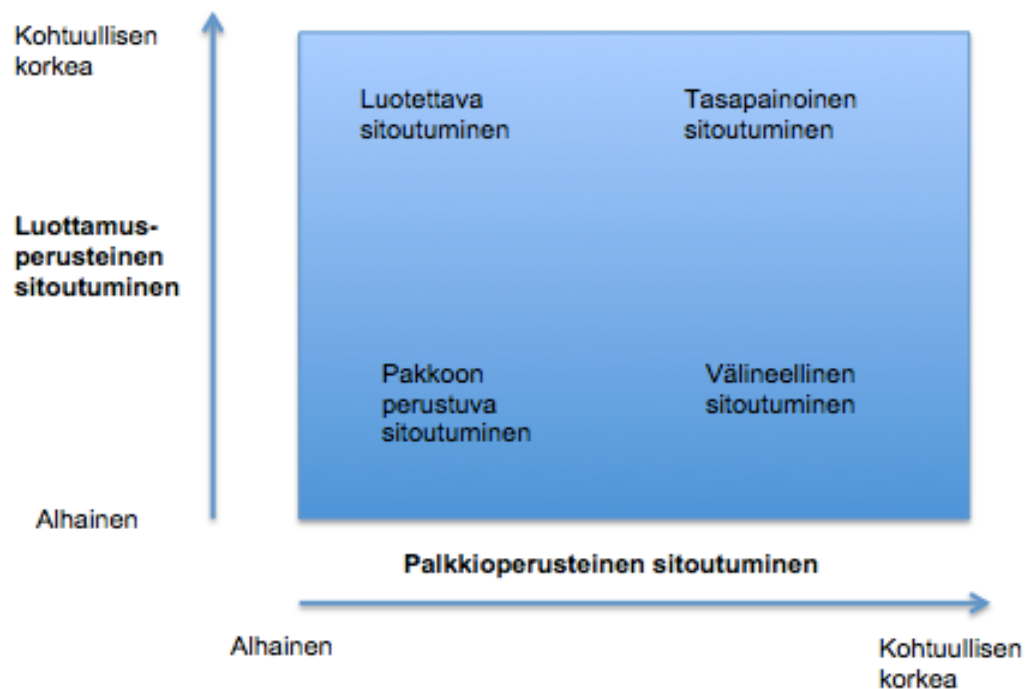 Kohtuullisen
korkea
Luotettava
sitoutuminen
Tasapainoinen
sitoutuminen
Luottamus-
perusteinen
sitoutuminen
Pakkoon
perustuva
sitoutuminen
Välineellinen
sitoutuminen
Alhainen
Palkkioperusteinen sitoutuminen
Alhainen
Kohtuullisen
korkea